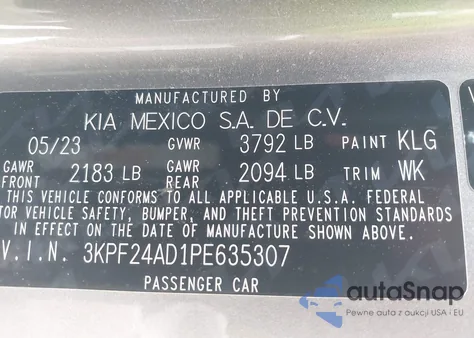 MANUFACTURED BY
KIA MEXICO S.A. DE C.V.
05/23 GVWR 3792 LB PAINT KLG
GAWR FRONT 2183 LB GAWR REAR 2094 LB TRIM WK
THIS VEHICLE CONFORMS TO ALL APPLICABLE U.S.A. FEDERAL
VEHICLE SAFETY, BUMPER, AND THEFT PREVENTION STANDARDS
IN EFFECT ON THE DATE OF MANUFACTURE SHOWN ABOVE.
V.I.N. 3KPF24AD1PE635307
PASSENGER CAR
autoSnap
Pewne auta z aukcji USA i EU